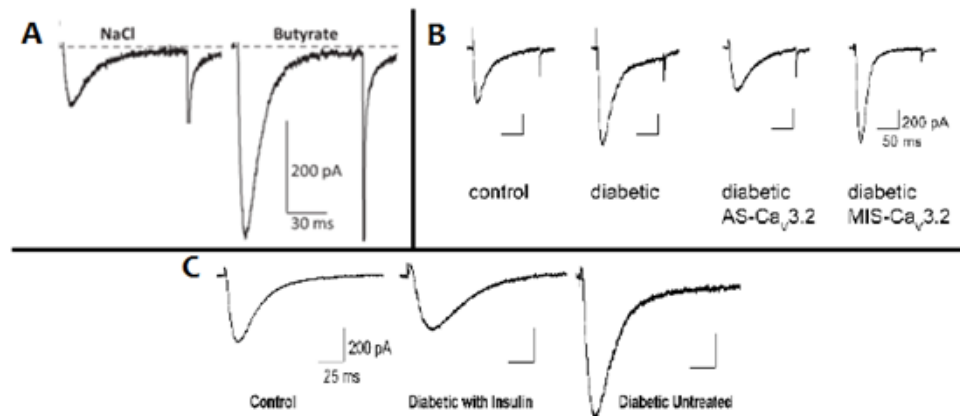 A
NaCl
Butyrate
200 pA
30 ms
B
200 pA
50 ms
control
diabetic
diabetic
AS-Cav3.2
diabetic
MIS-Cav3.2
C
200 pA
25 ms
Control
Diabetic with Insulin
Diabetic Untreated